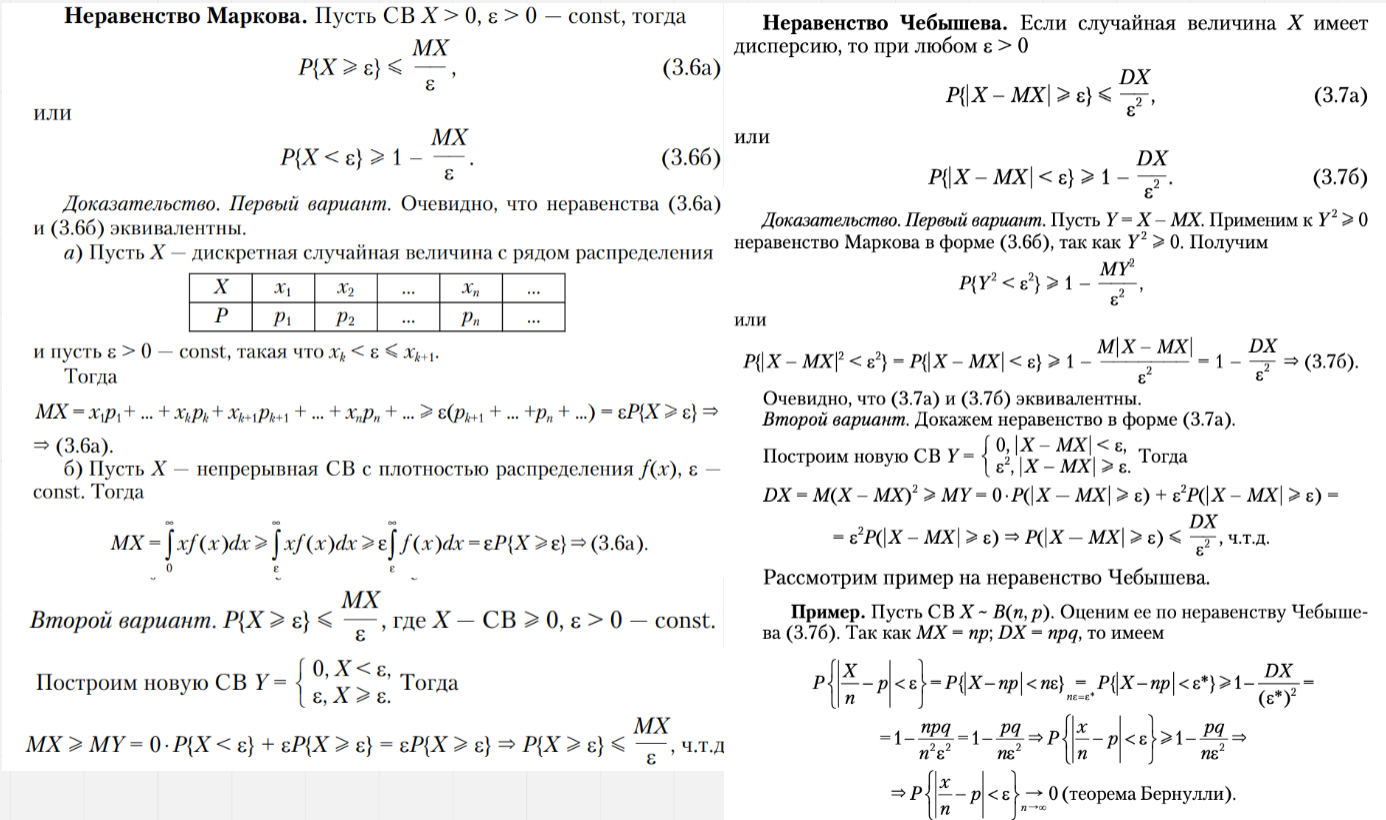 Неравенство Маркова. Пусть СВ X > 0, ε > 0 — const, тогда
P{X ⩾ ε} ⩽ MX/ε, (3.6а)
или
P{X < ε} ⩾ 1 − MX/ε. (3.6б)
Доказательство. Первый вариант. Очевидно, что неравенства (3.6а)
и (3.6б) эквивалентны.
а) Пусть X — дискретная случайная величина с рядом распределения
X x₁ x₂ ... xₙ ...
P p₁ p₂ ... pₙ ...
и пусть ε > 0 — const, такая что xₖ < ε ⩽ xₖ₊₁.
Тогда
MX = x₁p₁ + ... + xₖpₖ + xₖ₊₁pₖ₊₁ + ... + xₙpₙ + ... ⩾ ε(pₖ₊₁ + ... +pₙ + ...) = εP{X ⩾ ε} ⇒
⇒ (3.6а).
б) Пусть X — непрерывная СВ с плотностью распределения f(x), ε —
const. Тогда
MX = ∫₀^∞ xf(x)dx ⩾ ∫_ε^∞ xf(x)dx ⩾ ε∫_ε^∞ f(x)dx = εP{X ⩾ ε} ⇒ (3.6а).
Второй вариант. P{X ⩾ ε} ⩽ MX/ε, где X — СВ ⩾ 0, ε > 0 — const.
Построим новую СВ Y = { 0, X < ε, ε, X ⩾ ε. Тогда
MX ⩾ MY = 0 · P{X < ε} + εP{X ⩾ ε} = εP{X ⩾ ε} ⇒ P{X ⩾ ε} ⩽ MX/ε, ч.т.д
Неравенство Чебышева. Если случайная величина X имеет
дисперсию, то при любом ε > 0
P{|X − MX| ⩾ ε} ⩽ DX/ε², (3.7а)
или
P{|X − MX| < ε} ⩾ 1 − DX/ε². (3.7б)
Доказательство. Первый вариант. Пусть Y = X − MX. Применим к Y² ⩾ 0
неравенство Маркова в форме (3.6б), так как Y² ⩾ 0. Получим
P{Y² < ε²} ⩾ 1 − MY²/ε²,
или
P{|X − MX|² < ε²} = P{|X − MX| < ε} ⩾ 1 − M|X − MX|/ε² = 1 − DX/ε² ⇒ (3.7б).
Очевидно, что (3.7а) и (3.7б) эквивалентны.
Второй вариант. Докажем неравенство в форме (3.7а).
Построим новую СВ Y = { 0, |X − MX| < ε, ε², |X − MX| ⩾ ε. Тогда
DX = M(X − MX)² ⩾ MY = 0 · P(|X — MX| ⩾ ε) + ε²P(|X − MX| ⩾ ε) =
= ε²P(|X − MX| ⩾ ε) ⇒ P(|X — MX| ⩾ ε) ⩽ DX/ε², ч.т.д.
Рассмотрим пример на неравенство Чебышева.
Пример. Пусть СВ X ~ B(n, p). Оценим ее по неравенству Чебыше-
ва (3.7б). Так как MX = np; DX = npq, то имеем
P{|X/n − p| < ε} = P{|X − np| < nε} =_{nε=ε*} P{|X − np| < ε*} ⩾ 1 − DX/(ε*)² =
= 1 − npq/n²ε² = 1 − pq/nε² ⇒ P{|x/n − p| < ε} ⩾ 1 − pq/nε² ⇒
⇒ P{|x/n − p| < ε} →_{n→∞} 0 (теорема Бернулли).